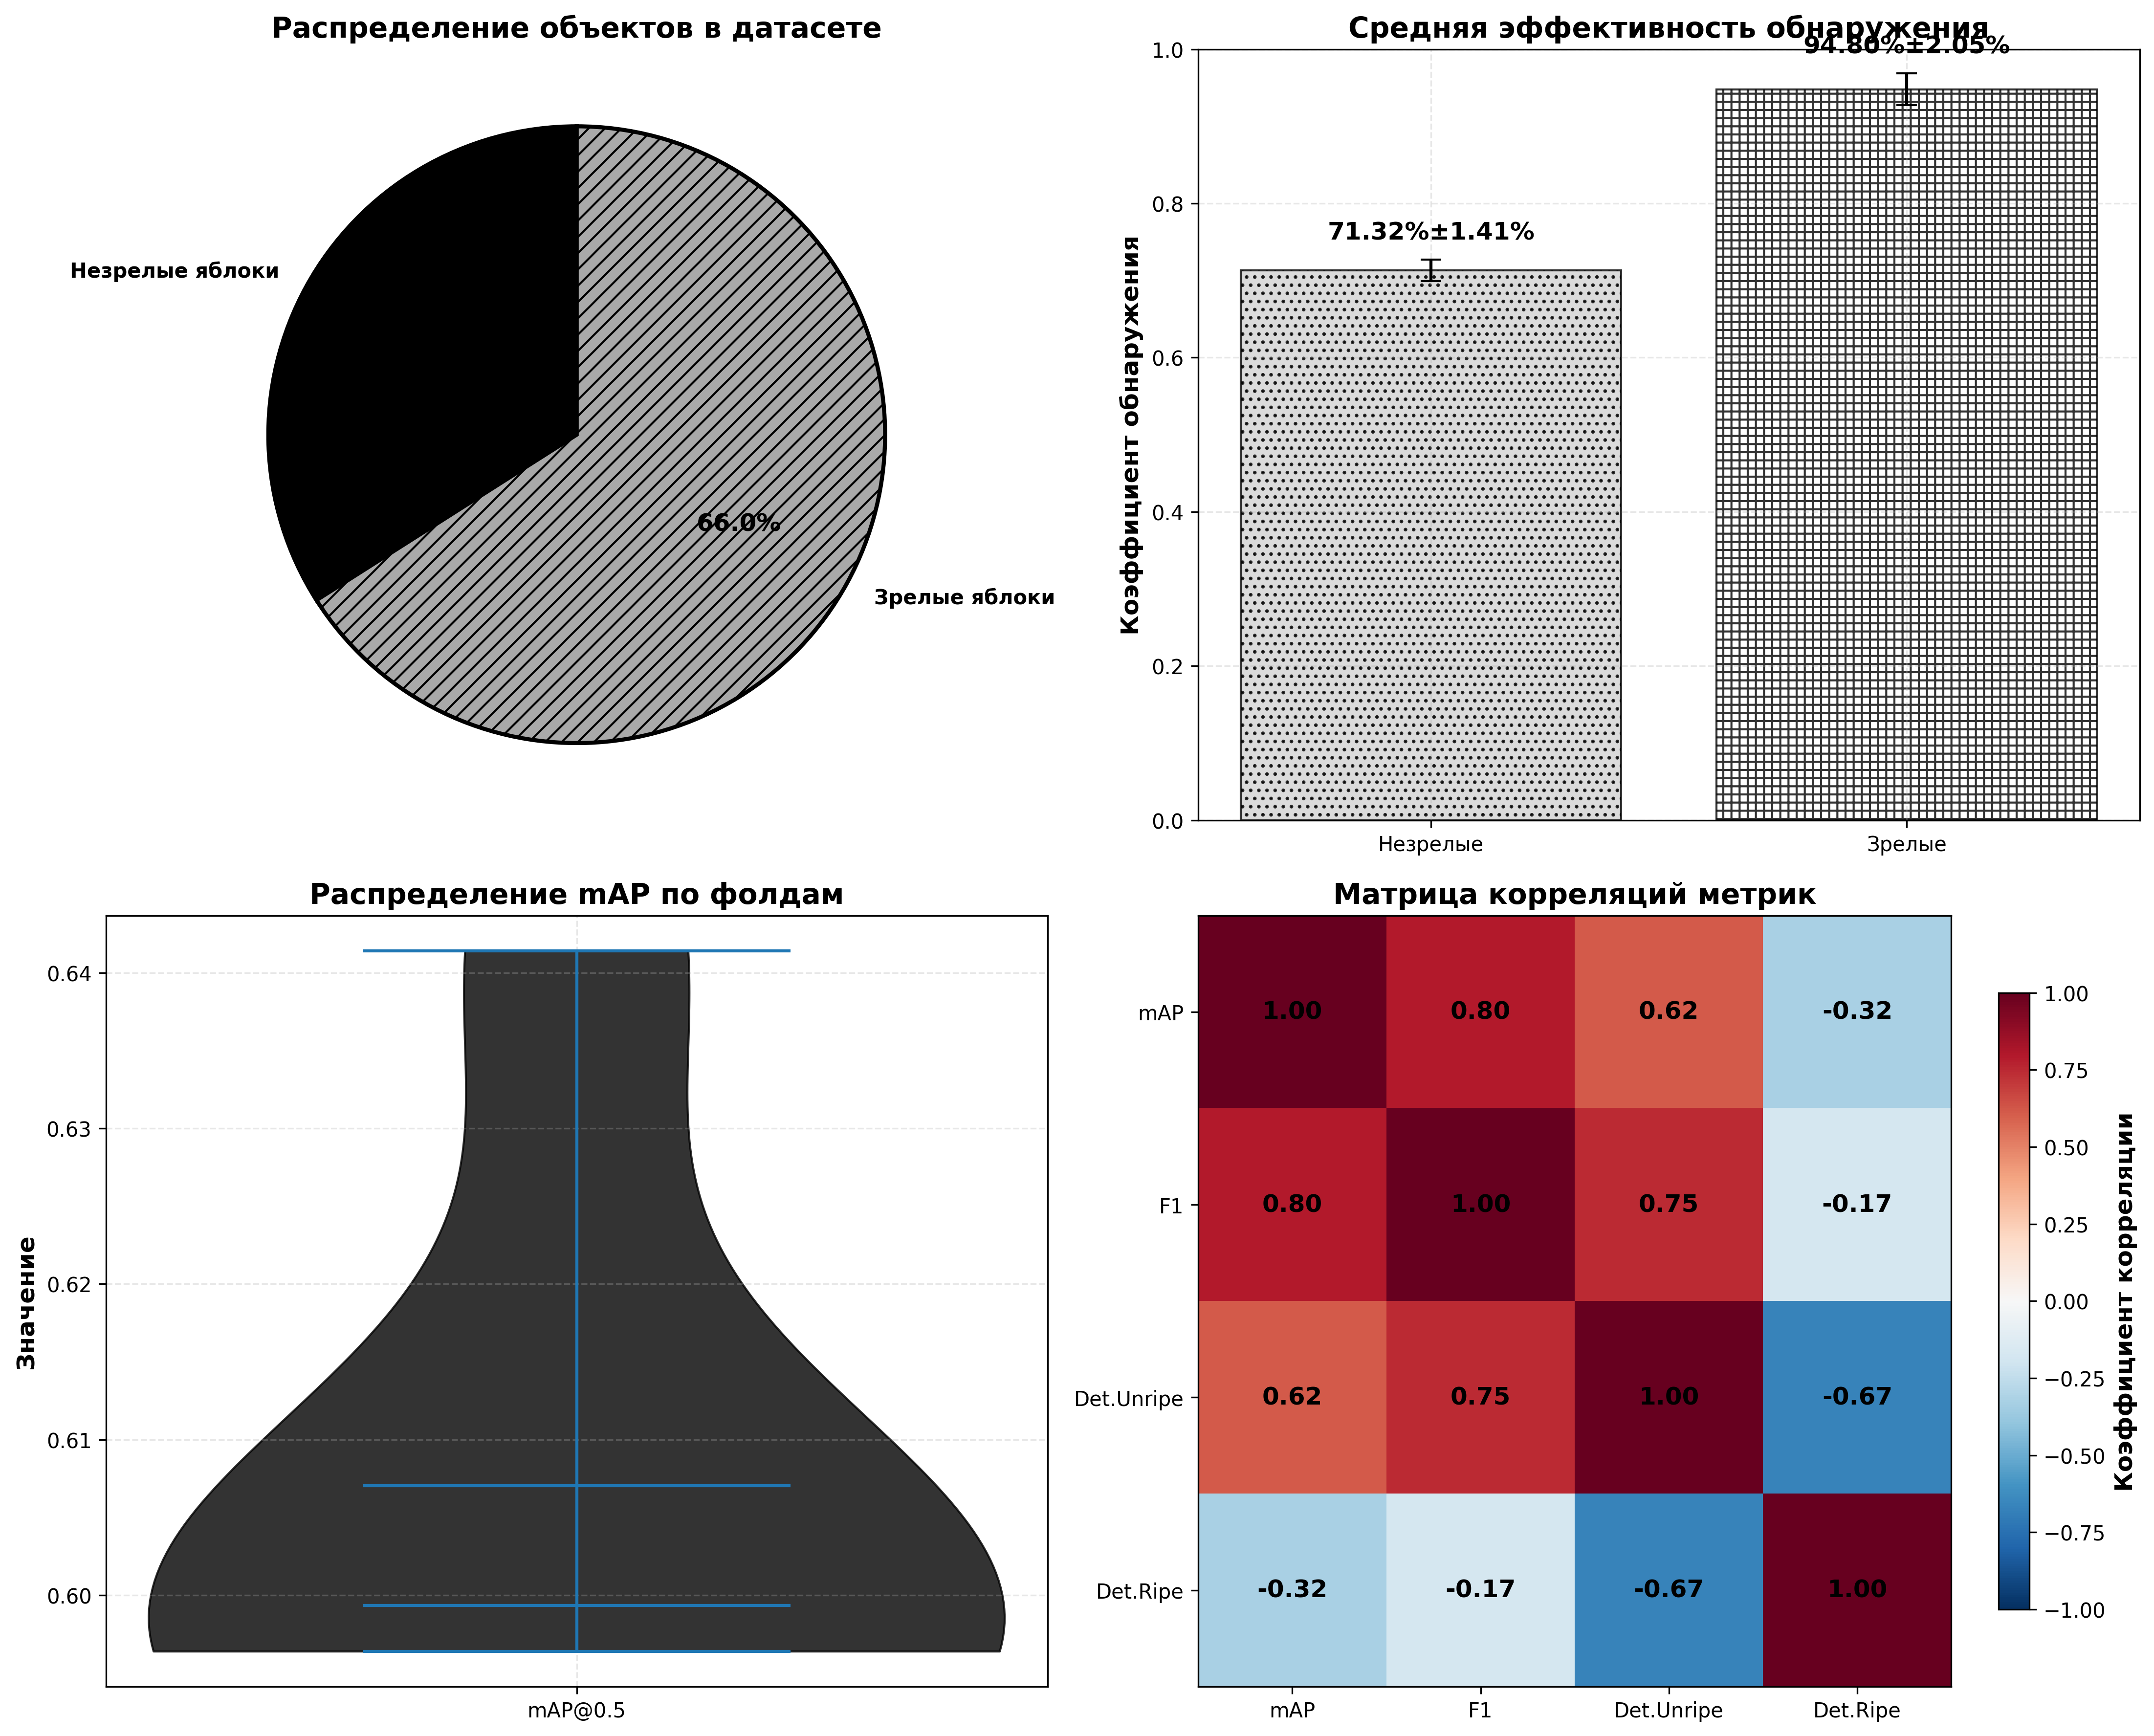 Распределение объектов в датасете
Незрелые яблоки
66.0%
Зрелые яблоки
Средняя эффективность обнаружения
94.80%±2.05%
71.32%±1.41%
Коэффициент обнаружения
1.0
0.8
0.6
0.4
0.2
0.0
Незрелые Зрелые
Распределение mAP по фолдам
Значение
0.64
0.63
0.62
0.61
0.60
mAP@0.5
Матрица корреляций метрик
mAP 1.00 0.80 0.62 -0.32
F1 0.80 1.00 0.75 -0.17
Det.Unripe 0.62 0.75 1.00 -0.67
Det.Ripe -0.32 -0.17 -0.67 1.00
mAP F1 Det.Unripe Det.Ripe
1.00
0.75
0.50
0.25
0.00
−0.25
−0.50
−0.75
−1.00
Коэффициент корреляции